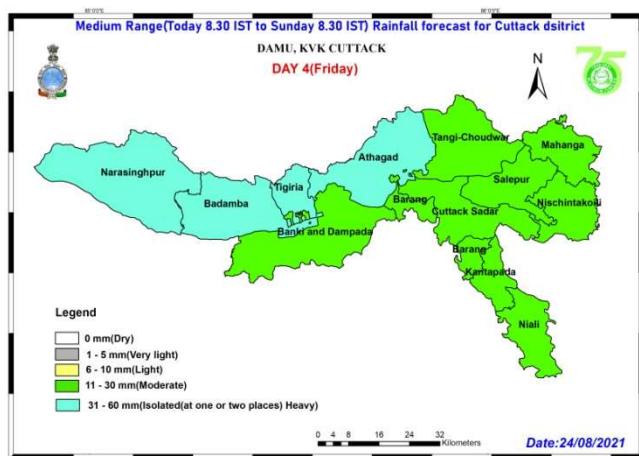 Medium Range(Today 8.30 IST to Sunday 8.30 IST) Rainfall forecast for Cuttack dsitrict
DAMU, KVK CUTTACK
DAY 4(Friday)
N
75
Tangi-Choudwar
Mahanga
Athagad
Narasinghpur
Tigiria
Salepur
Badamba
Barang
Nischintakoili
Cuttack Sadar
Banki and Dampada
Barang
Kantapada
Niali
Legend
0 mm(Dry)
1 - 5 mm(Very light)
6 - 10 mm(Light)
11 - 30 mm(Moderate)
31 - 60 mm(Isolated(at one or two places) Heavy)
0 4 8 16 24 32
Kilometers
Date:24/08/2021